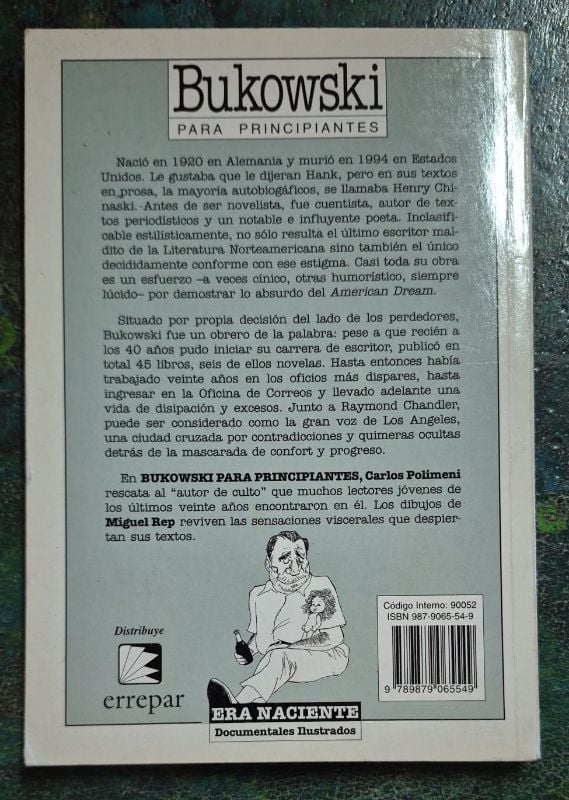 Bukowski
PARA PRINCIPIANTES
Nació en 1920 en Alemania y murió en 1994 en Estados
Unidos. Le gustaba que le dijeran Hank, pero en sus textos
en prosa, la mayoría autobiogáficos, se llamaba Henry Chi-
naski. Antes de ser novelista, fue cuentista, autor de tex-
tos periodísticos y un notable e influyente poeta. Inclasifi-
cable estilísticamente, no sólo resulta el último escritor mal-
dito de la Literatura Norteamericana sino también el único
decididamente conforme con ese estigma. Casi toda su obra
es un esfuerzo –a veces cínico, otras humorístico, siempre
lúcido– por demostrar lo absurdo del American Dream.
Situado por propia decisión del lado de los perdedores,
Bukowski fue un obrero de la palabra: pese a que recién a
los 40 años pudo iniciar su carrera de escritor, publicó en
total 45 libros, seis de ellos novelas. Hasta entonces había
trabajado veinte años en los oficios más dispares, hasta
ingresar en la Oficina de Correos y llevado adelante una
vida de disipación y excesos. Junto a Raymond Chandler,
puede ser considerado como la gran voz de Los Angeles,
una ciudad cruzada por contradicciones y quimeras ocultas
detrás de la mascarada de confort y progreso.
En BUKOWSKI PARA PRINCIPIANTES, Carlos Polimeni
rescata al "autor de culto" que muchos lectores jóvenes de
los últimos veinte años encontraron en él. Los dibujos de
Miguel Rep reviven las sensaciones viscerales que despier-
tan sus textos.
Distribuye
errepar
ERA NACIENTE
Documentales Ilustrados
Código Interno: 90052
ISBN 987-9065-54-9
9 789879 065549